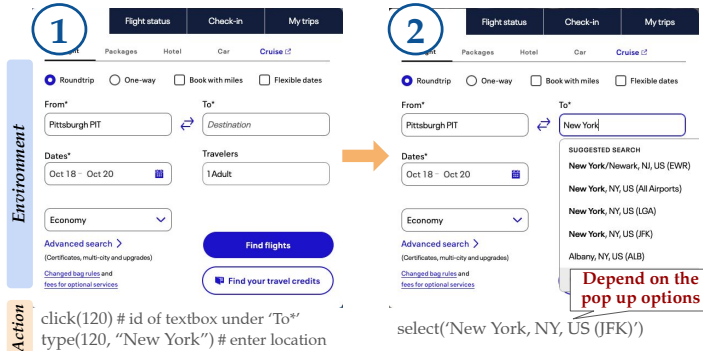 Environment
Action
1
Flight status Check-in My trips
Packages Hotel Car Cruise
Roundtrip One-way Book with miles Flexible dates
From* To*
Pittsburgh PIT Destination
Dates* Travelers
Oct 18 - Oct 20 1 Adult
Economy
Advanced search Find flights
(Certificates, multi-city and upgrades)
Changed bag rules and Find your travel credits
fees for optional services
click(120) # id of textbox under ‘To*’
type(120, “New York”) # enter location
2
Flight status Check-in My trips
Packages Hotel Car Cruise
Roundtrip One-way Book with miles Flexible dates
From* To*
Pittsburgh PIT New York
Dates*
Oct 18 - Oct 20
Economy
Advanced search
(Certificates, multi-city and upgrades)
Changed bag rules and
fees for optional services
SUGGESTED SEARCH
New York/Newark, NJ, US (EWR)
New York, NY, US (All Airports)
New York, NY, US (LGA)
New York, NY, US (JFK)
Albany, NY, US (ALB)
Depend on the
pop up options
select(‘New York, NY, US (JFK)’)